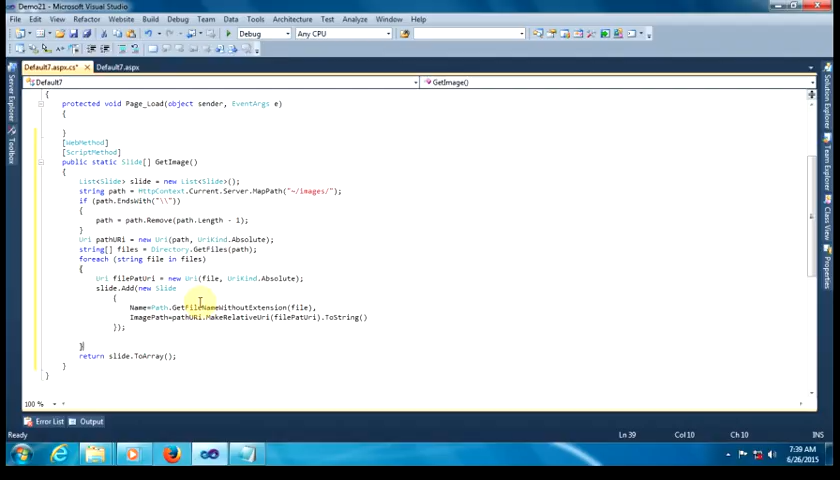 Demo21 - Microsoft Visual Studio
File Edit View Refactor Website Build Debug Team Data Tools Architecture Test Analyze Window Help
Debug Any CPU
Default7.aspx.cs* Default7.aspx
Default7 GetImage()
{
protected void Page_Load(object sender, EventArgs e)
{
}
[WebMethod]
[ScriptMethod]
public static Slide[] GetImage()
{
List<Slide> slide = new List<Slide>();
string path = HttpContext.Current.Server.MapPath("~/images/");
if (path.EndsWith("\\"))
{
path = path.Remove(path.Length - 1);
}
Uri pathURi = new Uri(path, UriKind.Absolute);
string[] files = Directory.GetFiles(path);
foreach (string file in files)
{
Uri filePatUri = new Uri(file, UriKind.Absolute);
slide.Add(new Slide
{
Name=Path.GetFileNameWithoutExtension(file),
ImagePath=pathURi.MakeRelativeUri(filePatUri).ToString()
});
}
return slide.ToArray();
}
}
100 %
Error List Output
Ready Ln 39 Col 10 Ch 10 INS
7:39 AM
6/26/2015
Server Explorer
Toolbox
Solution Explorer
Team Explorer
Class View